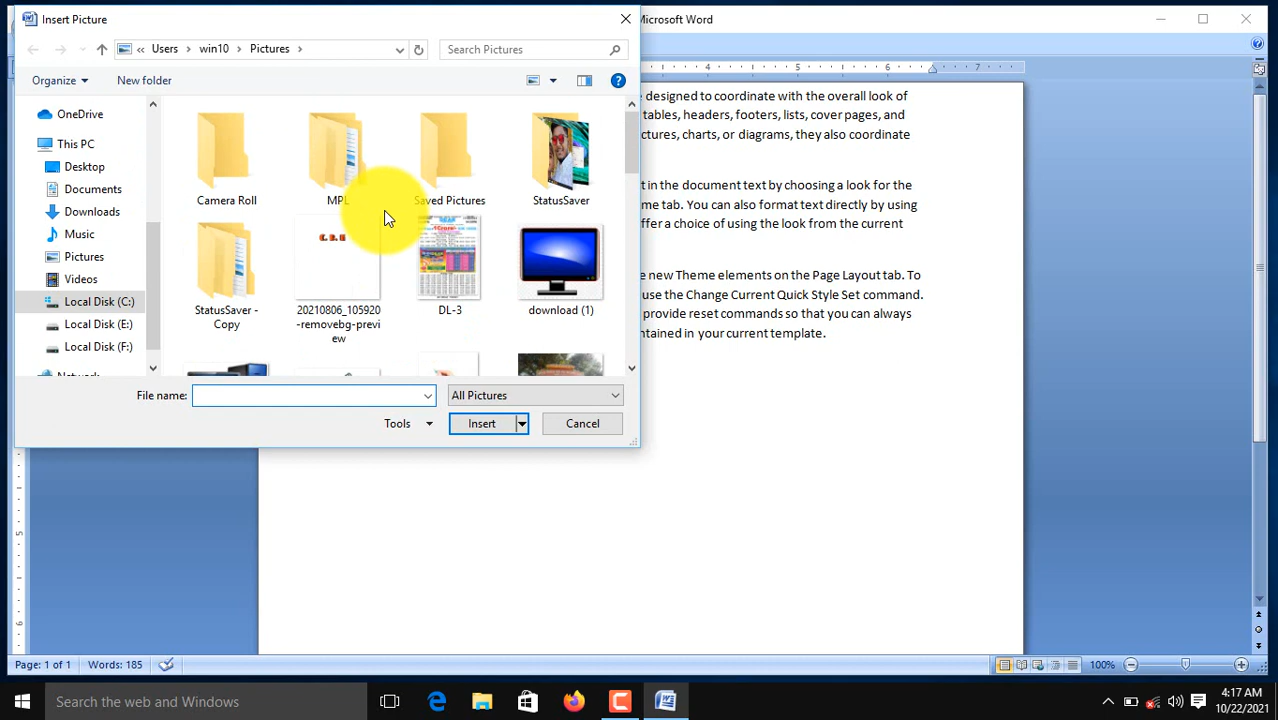 Insert Picture
Microsoft Word
Users
win10
Pictures
Search Pictures
Organize
New folder
OneDrive
This PC
Desktop
Documents
Downloads
Music
Pictures
Videos
Local Disk (C:)
Local Disk (E:)
Local Disk (F:)
Camera Roll
MPL
Saved Pictures
StatusSaver
StatusSaver -
Copy
20210806_105920
-removebg-previ
ew
DL-3
download (1)
File name:
All Pictures
Tools
Insert
Cancel
4 5 6 7
designed to coordinate with the overall look of
tables, headers, footers, lists, cover pages, and
ctures, charts, or diagrams, they also coordinate
t in the document text by choosing a look for the
me tab. You can also format text directly by using
ffer a choice of using the look from the current
e new Theme elements on the Page Layout tab. To
use the Change Current Quick Style Set command.
provide reset commands so that you can always
ntained in your current template.
5
6
Page: 1 of 1
Words: 185
100%
Search the web and Windows
4:17 AM
10/22/2021